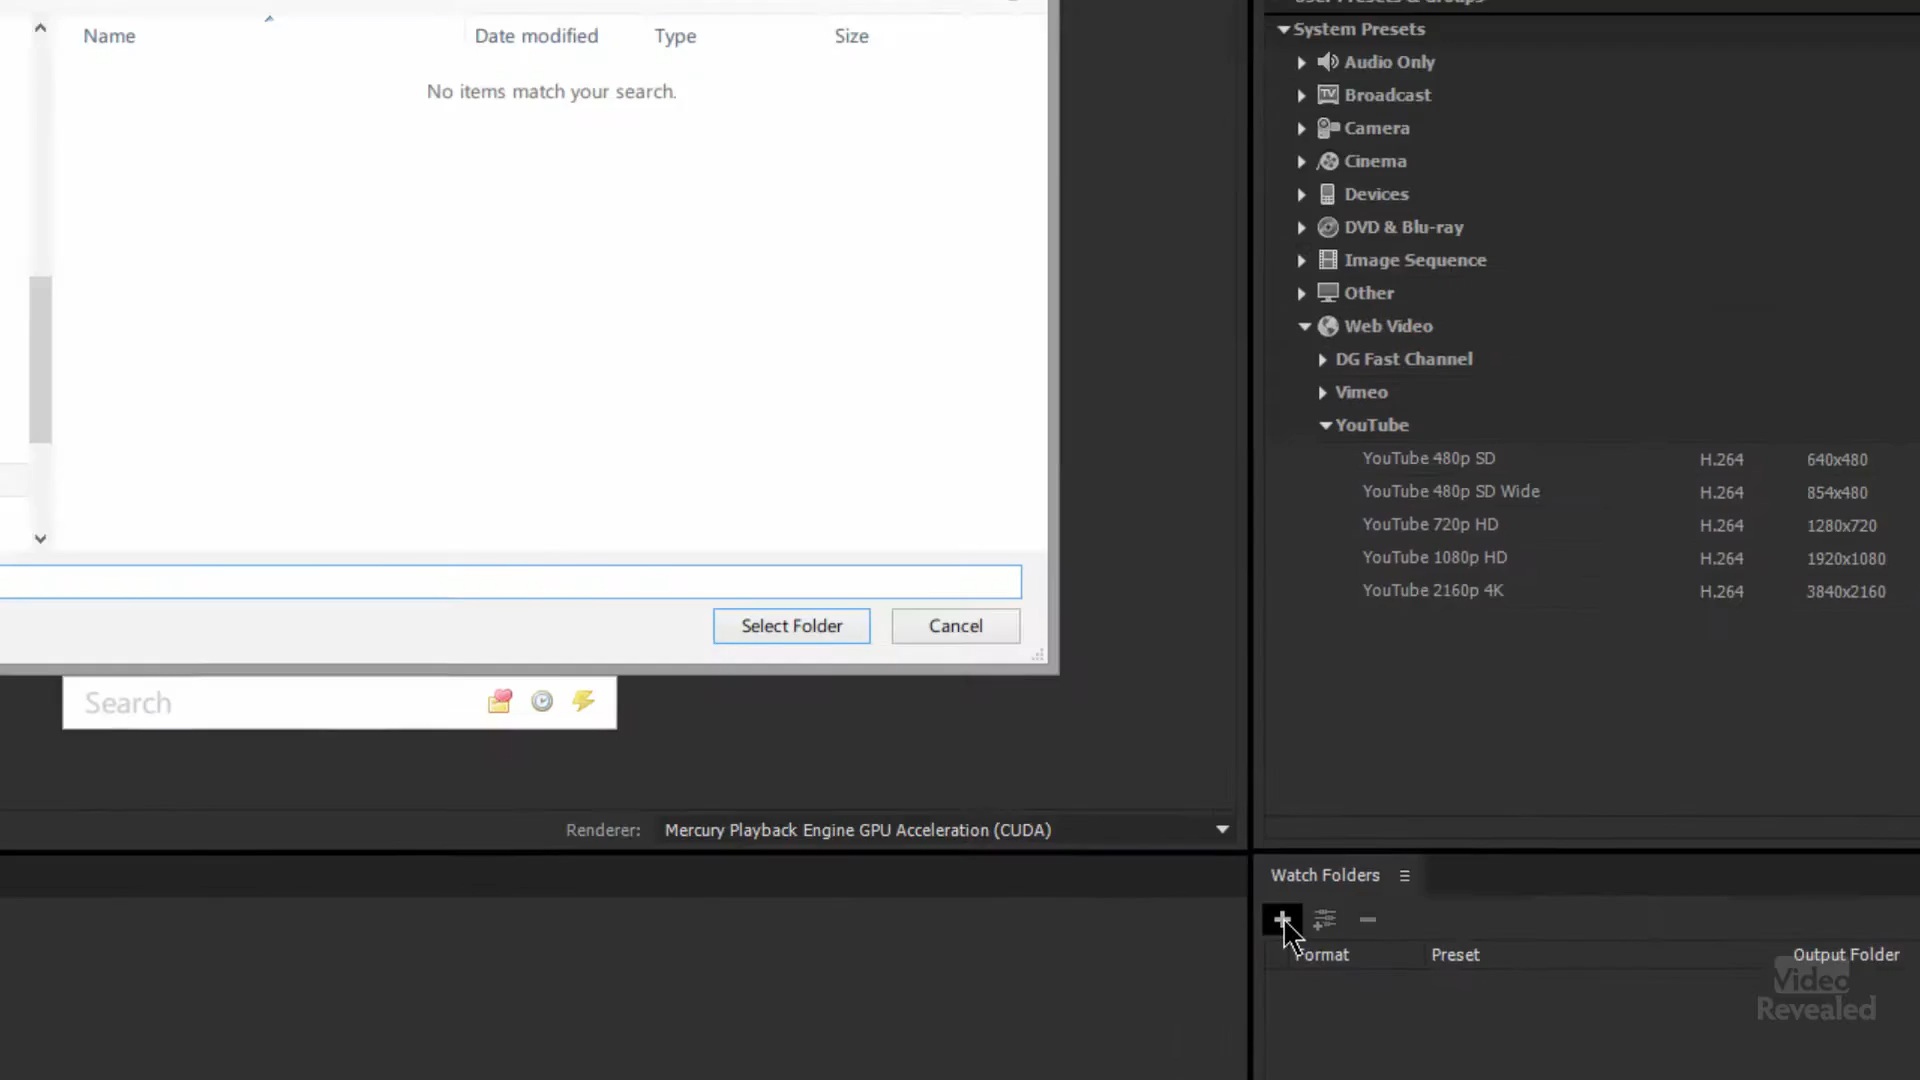 Name
Date modified
Type
Size
No items match your search.
Select Folder
Cancel
Search
Renderer:
Mercury Playback Engine GPU Acceleration (CUDA)
User Presets & Groups
System Presets
Audio Only
TV
Broadcast
Camera
Cinema
Devices
DVD & Blu-ray
Image Sequence
Other
Web Video
DG Fast Channel
Vimeo
YouTube
YouTube 480p SD H.264 640x480
YouTube 480p SD Wide H.264 854x480
YouTube 720p HD H.264 1280x720
YouTube 1080p HD H.264 1920x1080
YouTube 2160p 4K H.264 3840x2160
Watch Folders
Format
Preset
Output Folder
Video
Revealed